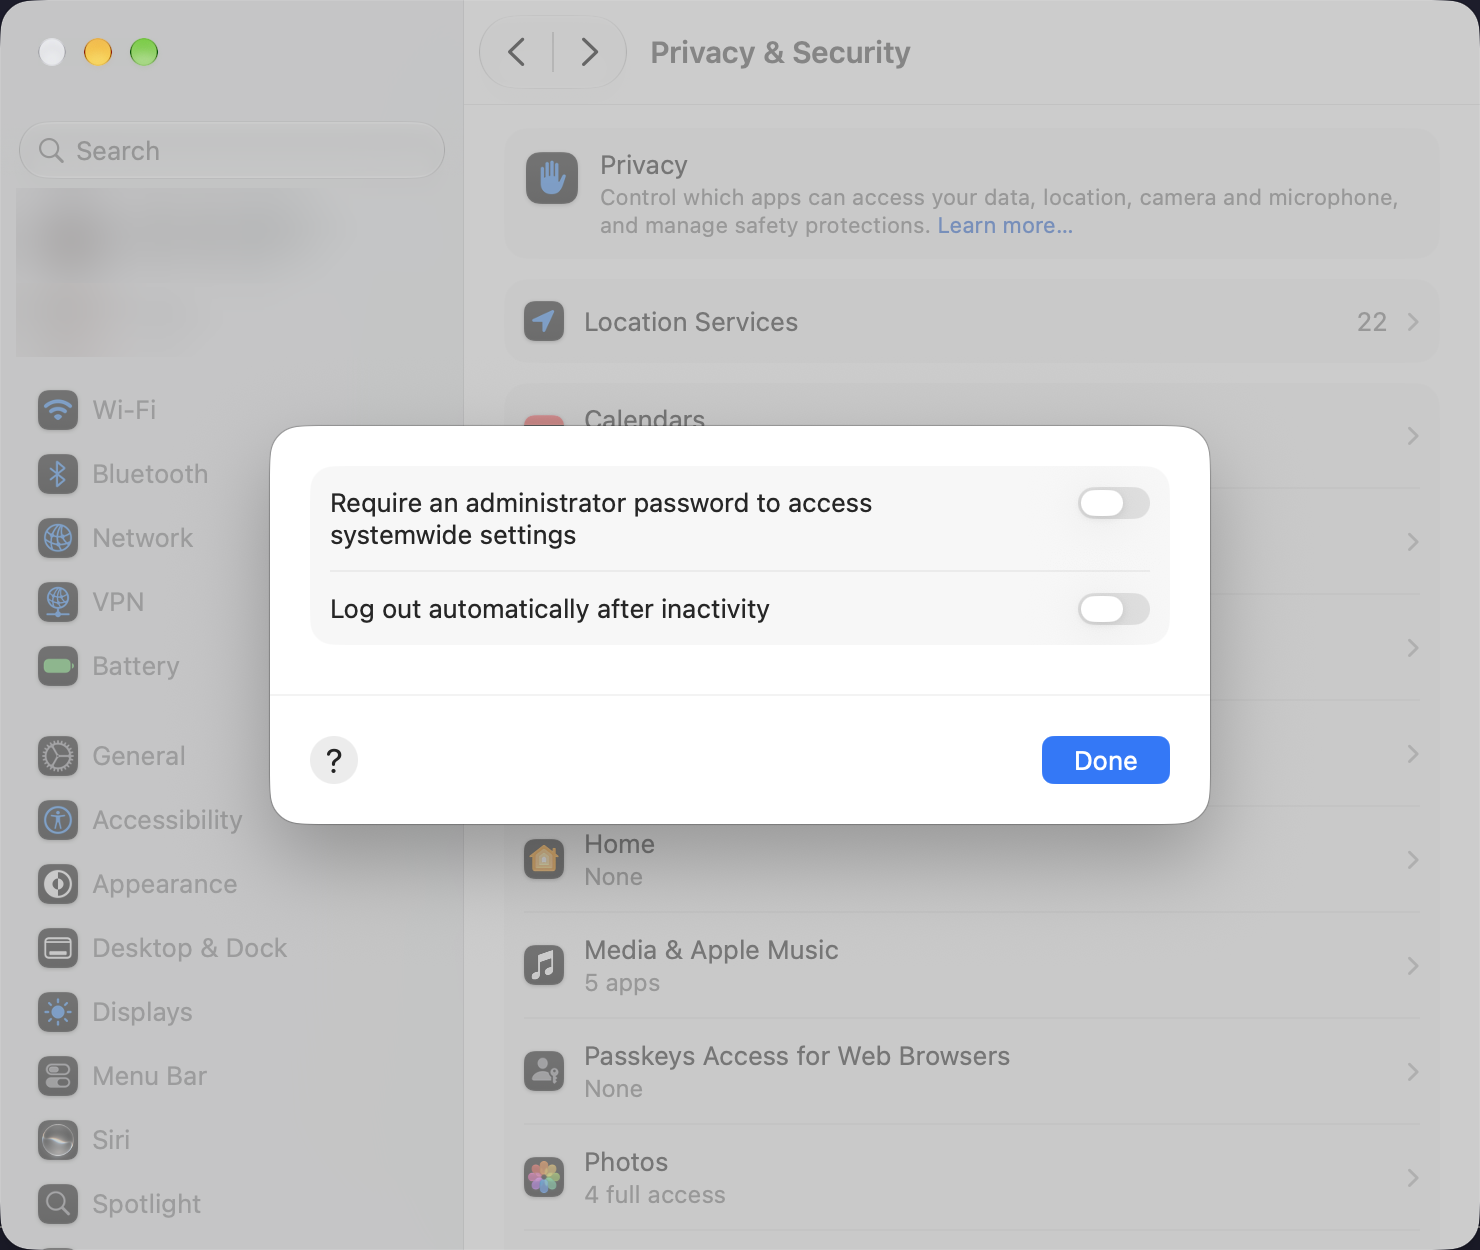 Privacy & Security
Search
Wi-Fi
Bluetooth
Network
VPN
Battery
General
Accessibility
Appearance
Desktop & Dock
Displays
Menu Bar
Siri
Spotlight
Privacy
Control which apps can access your data, location, camera and microphone,
and manage safety protections. Learn more...
Location Services 22
Calendars
Require an administrator password to access
systemwide settings
Log out automatically after inactivity
?
Done
Home
None
Media & Apple Music
5 apps
Passkeys Access for Web Browsers
None
Photos
4 full access